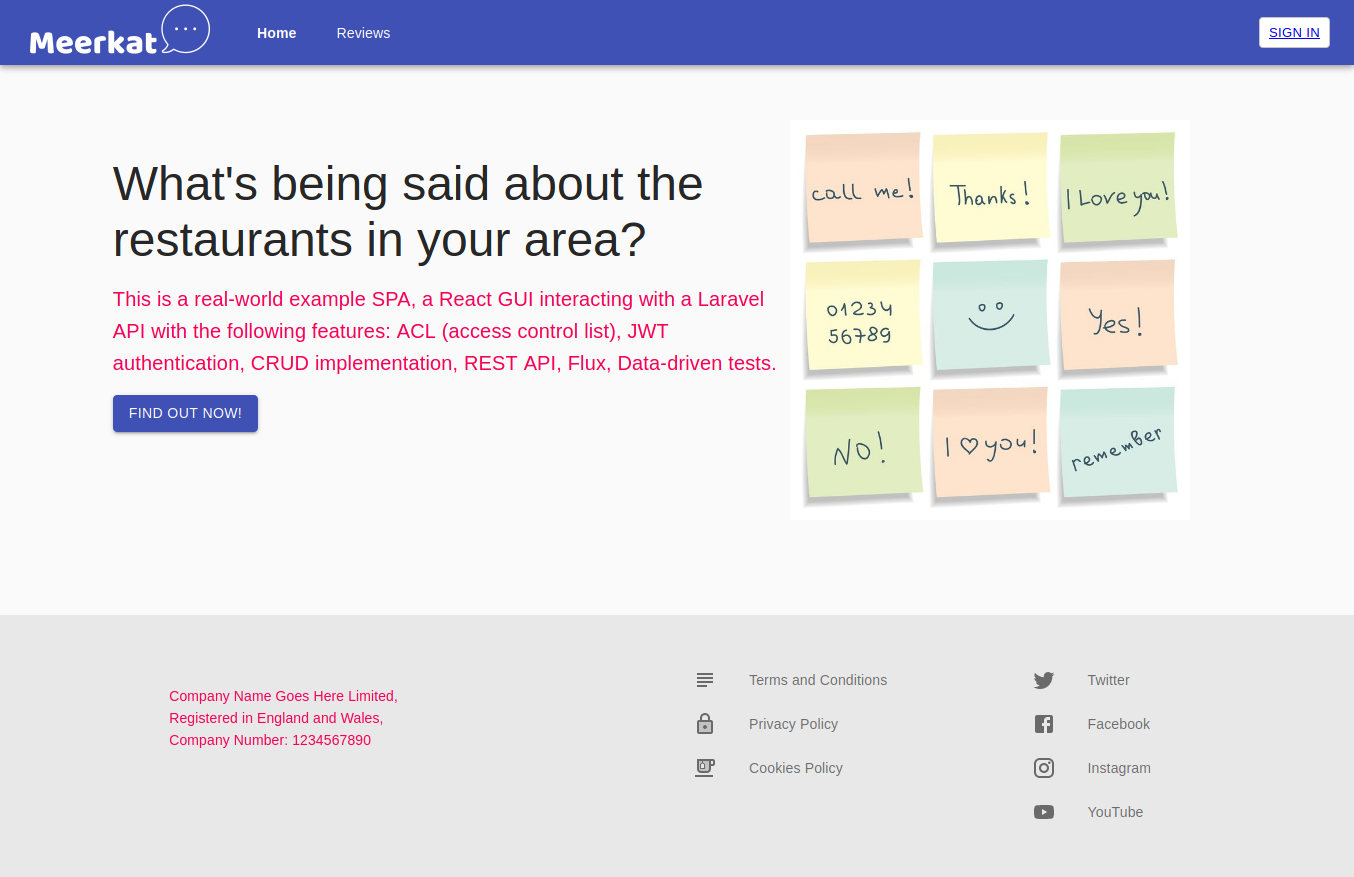 Meerkat
Home
Reviews
SIGN IN
What's being said about the
restaurants in your area?
This is a real-world example SPA, a React GUI interacting with a Laravel
API with the following features: ACL (access control list), JWT
authentication, CRUD implementation, REST API, Flux, Data-driven tests.
FIND OUT NOW!
call me!
Thanks!
I Love you!
01234
56789
Yes!
NO!
I ♡ you!
remember
Company Name Goes Here Limited,
Registered in England and Wales,
Company Number: 1234567890
Terms and Conditions
Privacy Policy
Cookies Policy
Twitter
Facebook
Instagram
YouTube